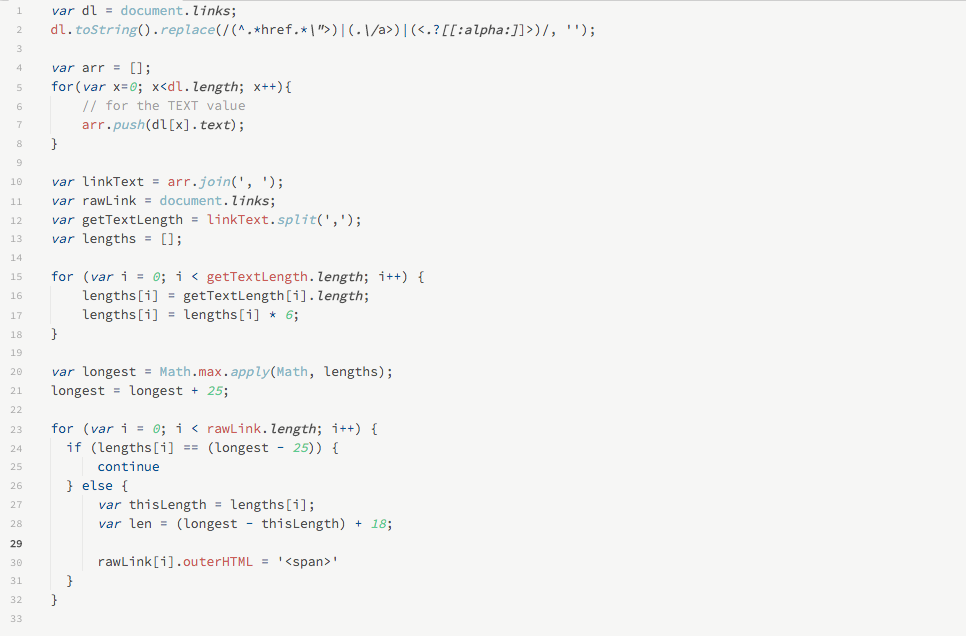 1 var dl = document.links;
2 dl.toString().replace(/(^.*href.*\">)|(.\/a>)|(<.?[[:alpha:]]>)/, '');
3
4 var arr = [];
5 for(var x=0; x<dl.length; x++){
6     // for the TEXT value
7     arr.push(dl[x].text);
8 }
9
10 var linkText = arr.join(', ');
11 var rawLink = document.links;
12 var getTextLength = linkText.split(',');
13 var lengths = [];
14
15 for (var i = 0; i < getTextLength.length; i++) {
16     lengths[i] = getTextLength[i].length;
17     lengths[i] = lengths[i] * 6;
18 }
19
20 var longest = Math.max.apply(Math, lengths);
21 longest = longest + 25;
22
23 for (var i = 0; i < rawLink.length; i++) {
24   if (lengths[i] == (longest - 25)) {
25       continue
26   } else {
27       var thisLength = lengths[i];
28       var len = (longest - thisLength) + 18;
29
30       rawLink[i].outerHTML = '<span>'
31   }
32 }
33